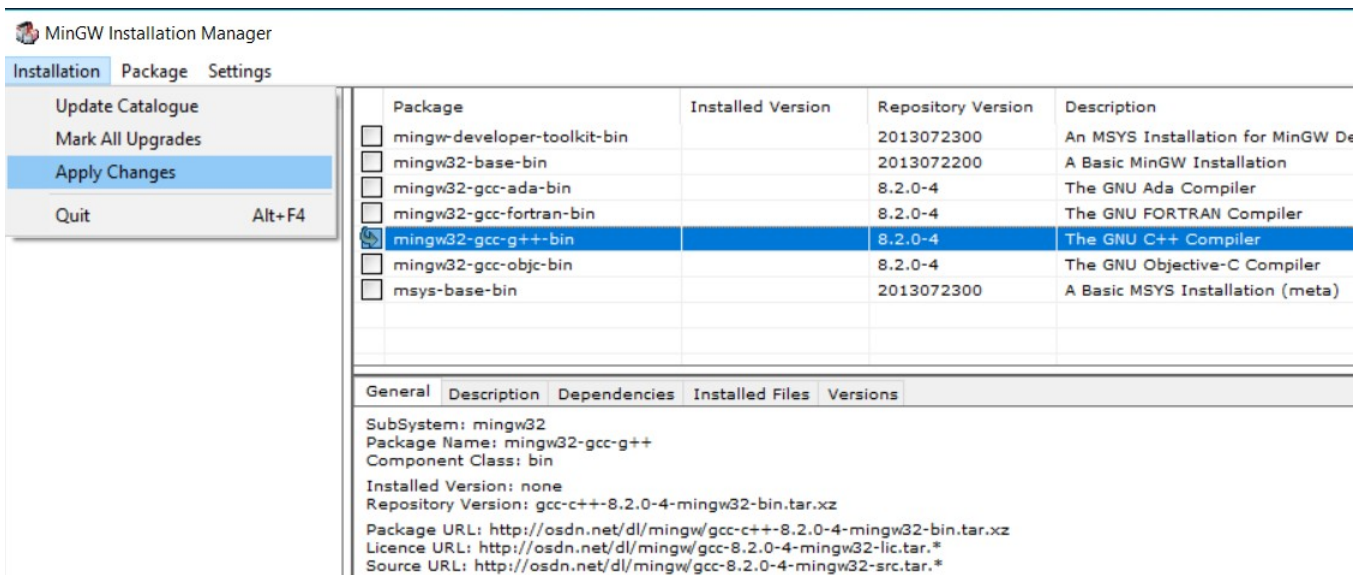 MinGW Installation Manager
Installation Package Settings
Update Catalogue
Mark All Upgrades
Apply Changes
Quit Alt+F4
Package Installed Version Repository Version Description
mingw-developer-toolkit-bin 2013072300 An MSYS Installation for MinGW De
mingw32-base-bin 2013072200 A Basic MinGW Installation
mingw32-gcc-ada-bin 8.2.0-4 The GNU Ada Compiler
mingw32-gcc-fortran-bin 8.2.0-4 The GNU FORTRAN Compiler
mingw32-gcc-g++-bin 8.2.0-4 The GNU C++ Compiler
mingw32-gcc-objc-bin 8.2.0-4 The GNU Objective-C Compiler
msys-base-bin 2013072300 A Basic MSYS Installation (meta)
General Description Dependencies Installed Files Versions
SubSystem: mingw32
Package Name: mingw32-gcc-g++
Component Class: bin
Installed Version: none
Repository Version: gcc-c++-8.2.0-4-mingw32-bin.tar.xz
Package URL: http://osdn.net/dl/mingw/gcc-c++-8.2.0-4-mingw32-bin.tar.xz
Licence URL: http://osdn.net/dl/mingw/gcc-8.2.0-4-mingw32-lic.tar.*
Source URL: http://osdn.net/dl/mingw/gcc-8.2.0-4-mingw32-src.tar.*